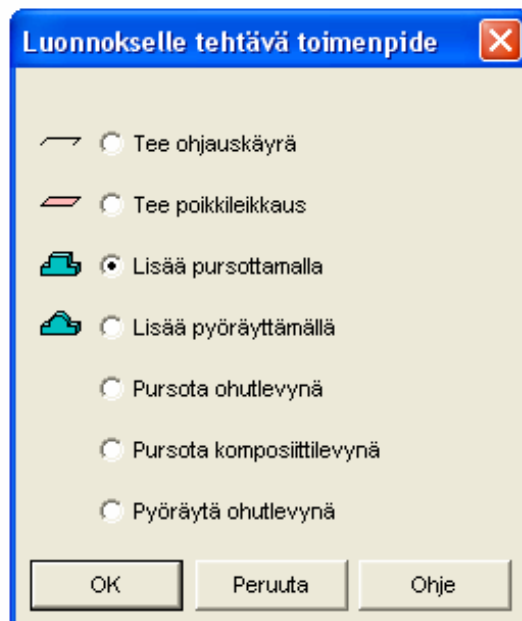 Luonnokselle tehtävä toimenpide
Tee ohjauskäyrä
Tee poikkileikkaus
Lisää pursottamalla
Lisää pyöräyttämällä
Pursota ohutlevynä
Pursota komposiittilevynä
Pyöräytä ohutlevynä
OK Peruuta Ohje